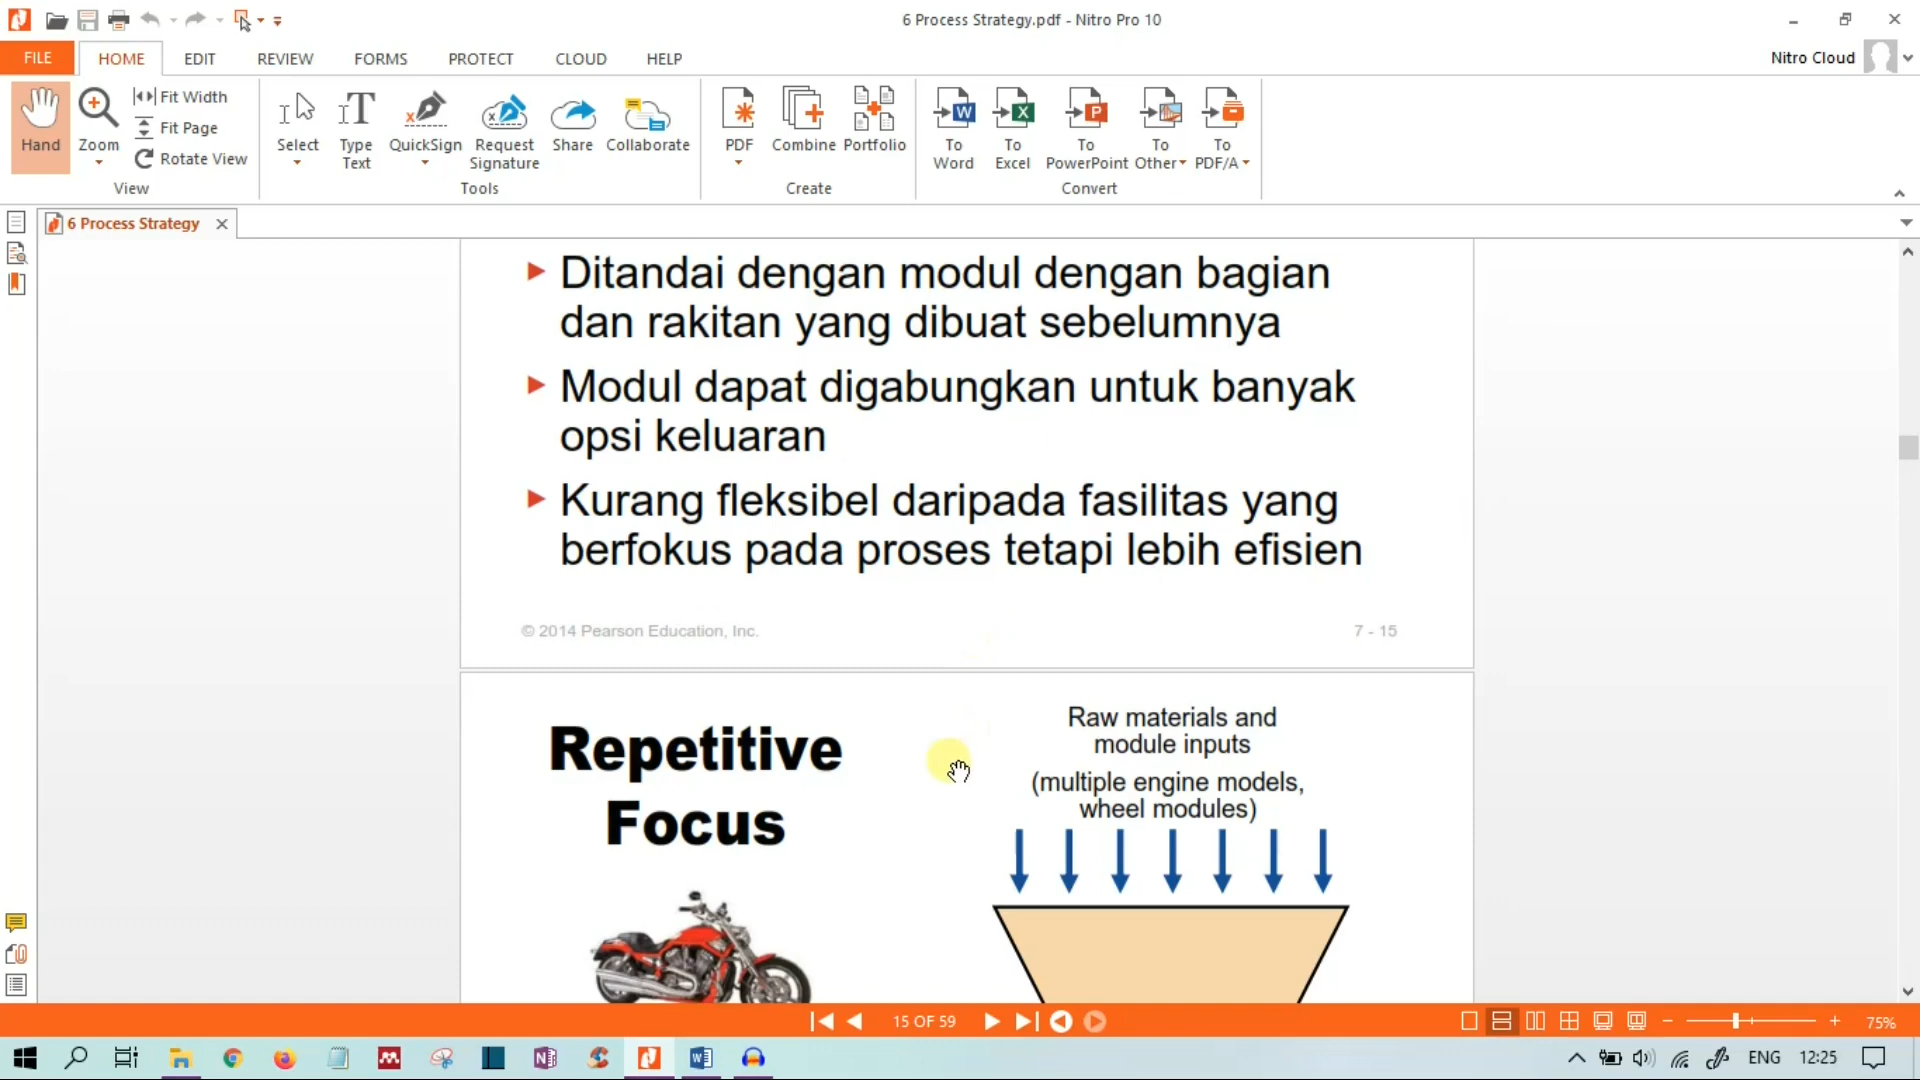 6 Process Strategy.pdf - Nitro Pro 10
FILE
HOME
EDIT
REVIEW
FORMS
PROTECT
CLOUD
HELP
Nitro Cloud
Hand
Zoom
Fit Width
Fit Page
Rotate View
View
Select
Type
Text
QuickSign
Request
Signature
Share
Collaborate
Tools
PDF
Combine
Portfolio
Create
To
Word
To
Excel
To
PowerPoint
To
Other
To
PDF/A
Convert
6 Process Strategy
Ditandai dengan modul dengan bagian
dan rakitan yang dibuat sebelumnya
Modul dapat digabungkan untuk banyak
opsi keluaran
Kurang fleksibel daripada fasilitas yang
berfokus pada proses tetapi lebih efisien
© 2014 Pearson Education, Inc.
7 - 15
Repetitive
Focus
Raw materials and
module inputs
(multiple engine models,
wheel modules)
15 OF 59
75%
ENG
12:25